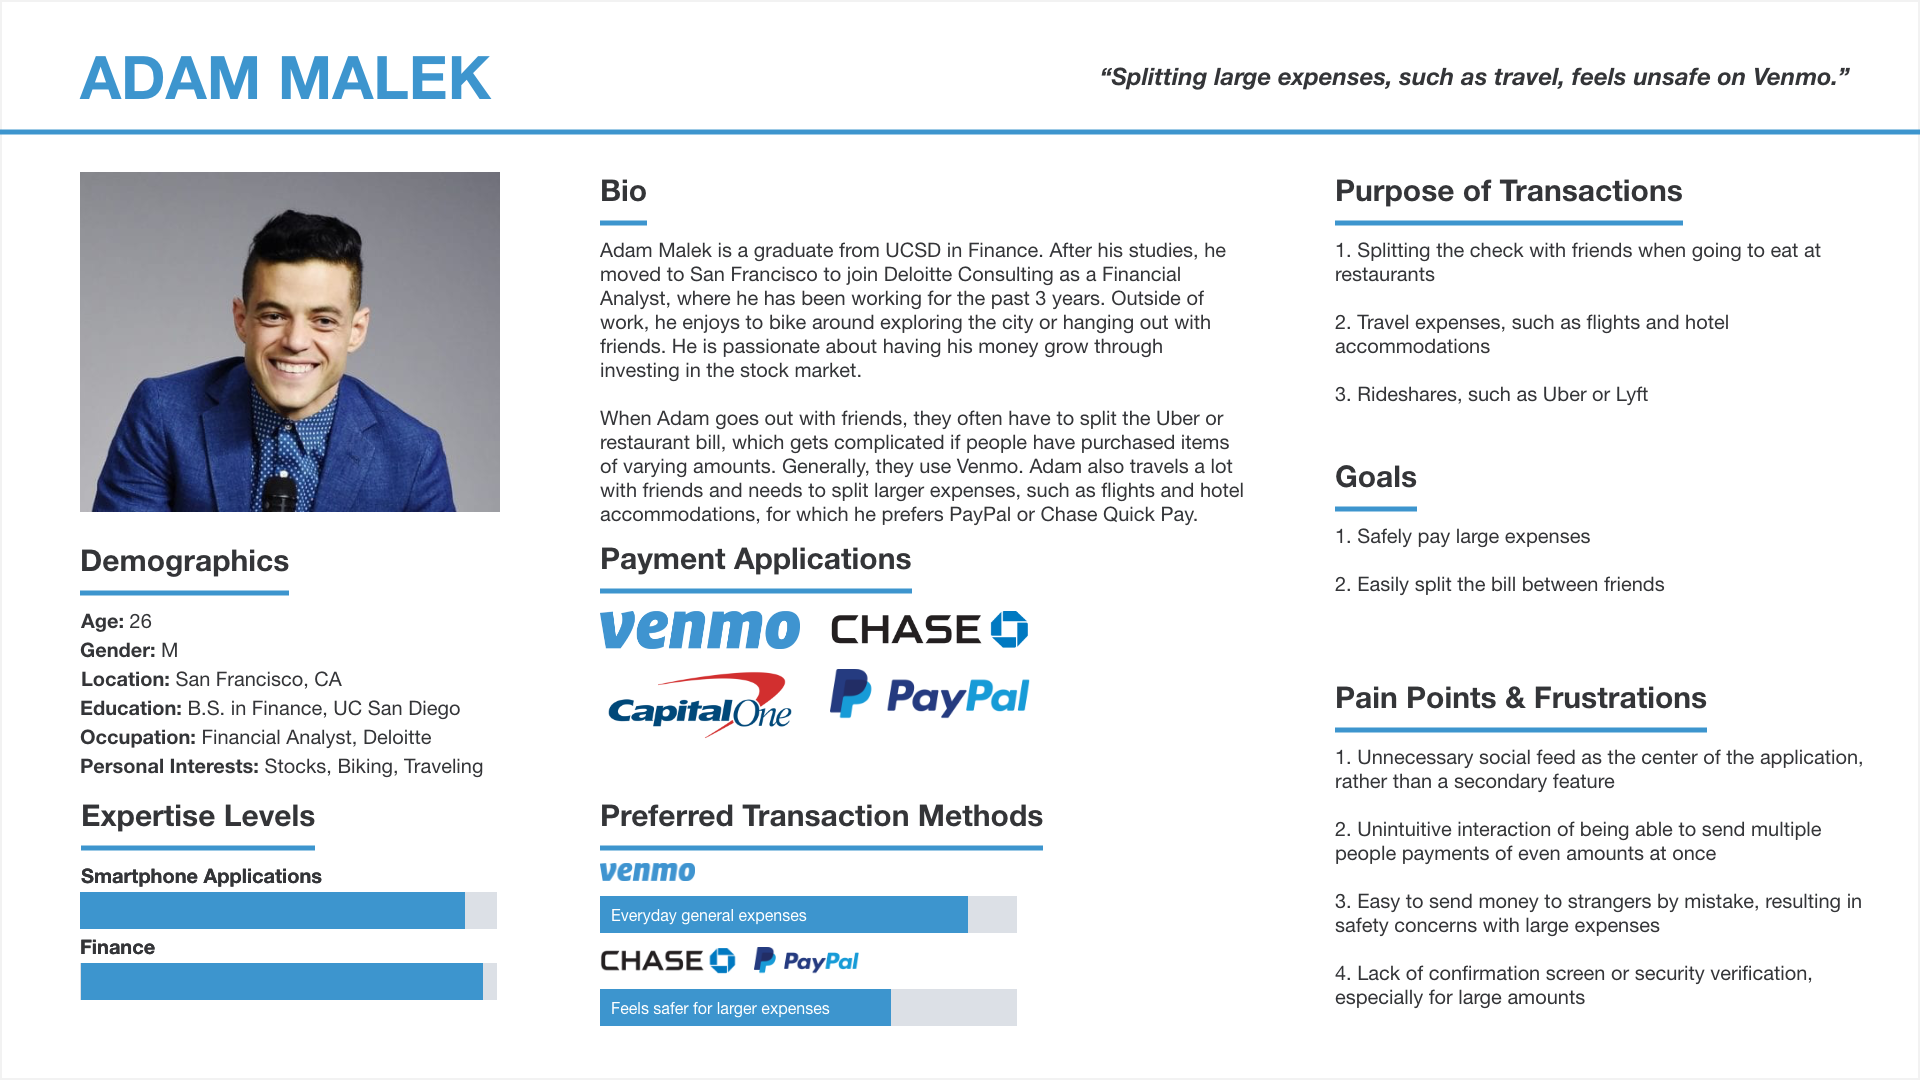 ADAM MALEK
“Splitting large expenses, such as travel, feels unsafe on Venmo.”
Demographics
Age: 26
Gender: M
Location: San Francisco, CA
Education: B.S. in Finance, UC San Diego
Occupation: Financial Analyst, Deloitte
Personal Interests: Stocks, Biking, Traveling
Expertise Levels
Smartphone Applications
Finance
Bio
Adam Malek is a graduate from UCSD in Finance. After his studies, he
moved to San Francisco to join Deloitte Consulting as a Financial
Analyst, where he has been working for the past 3 years. Outside of
work, he enjoys to bike around exploring the city or hanging out with
friends. He is passionate about having his money grow through
investing in the stock market.
When Adam goes out with friends, they often have to split the Uber or
restaurant bill, which gets complicated if people have purchased items
of varying amounts. Generally, they use Venmo. Adam also travels a lot
with friends and needs to split larger expenses, such as flights and hotel
accommodations, for which he prefers PayPal or Chase Quick Pay.
Payment Applications
venmo CHASE
CapitalOne PayPal
Preferred Transaction Methods
venmo
Everyday general expenses
CHASE PayPal
Feels safer for larger expenses
Purpose of Transactions
1. Splitting the check with friends when going to eat at
restaurants
2. Travel expenses, such as flights and hotel
accommodations
3. Rideshares, such as Uber or Lyft
Goals
1. Safely pay large expenses
2. Easily split the bill between friends
Pain Points & Frustrations
1. Unnecessary social feed as the center of the application,
rather than a secondary feature
2. Unintuitive interaction of being able to send multiple
people payments of even amounts at once
3. Easy to send money to strangers by mistake, resulting in
safety concerns with large expenses
4. Lack of confirmation screen or security verification,
especially for large amounts